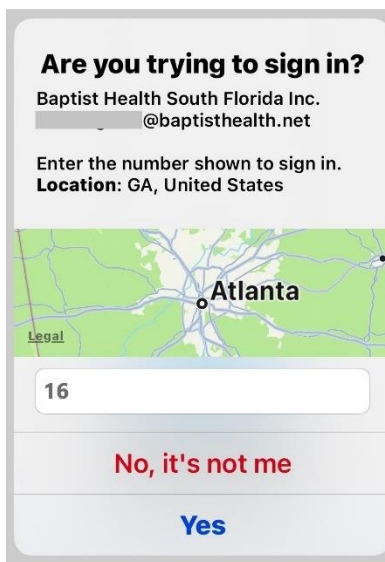 Are you trying to sign in?
Baptist Health South Florida Inc.
@baptisthealth.net
Enter the number shown to sign in.
Location: GA, United States
Atlanta
Legal
16
No, it's not me
Yes